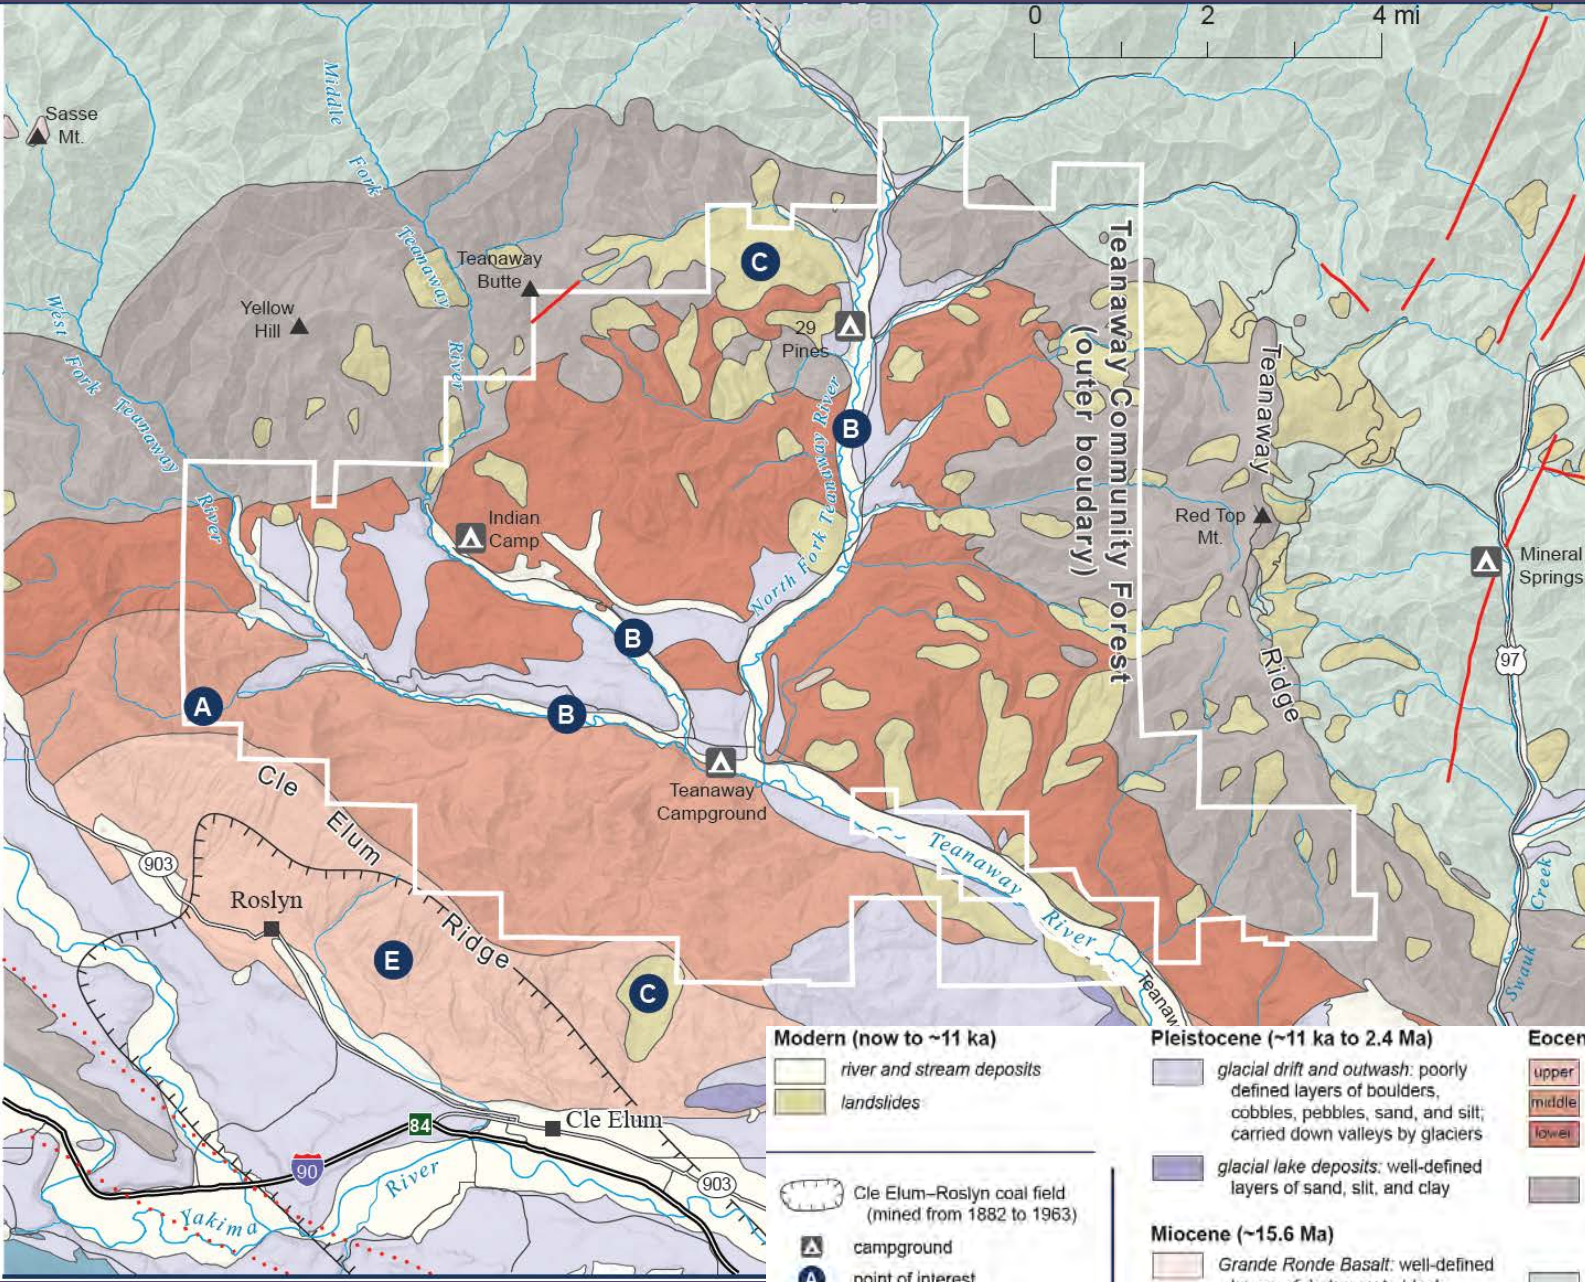 0 2 4 mi
Sasse
Mt.
Middle
Fork
Teanaway
River
Teanaway
Butte
Yellow
Hill
West
Fork
Teanaway
River
C
29
Pines
B
North Fork Teanaway River
Teanaway Community Forest
(outer boudary)
Teanaway
Ridge
Red Top
Mt.
Mineral
Springs
97
Indian
Camp
B
A
B
Teanaway
Campground
Cle
Elum
Ridge
903
Roslyn
E
C
Teanaway
River
Teanaw
Swauk
Creek
84
Cle Elum
90
903
River
Yakima
Modern (now to ~11 ka)
river and stream deposits
landslides
Cle Elum–Roslyn coal field
(mined from 1882 to 1963)
campground
A point of interest
Pleistocene (~11 ka to 2.4 Ma)
glacial drift and outwash: poorly
defined layers of boulders,
cobbles, pebbles, sand, and silt;
carried down valleys by glaciers
glacial lake deposits: well-defined
layers of sand, slit, and clay
Miocene (~15.6 Ma)
Grande Ronde Basalt: well-defined
Eocen
upper
middle
lower